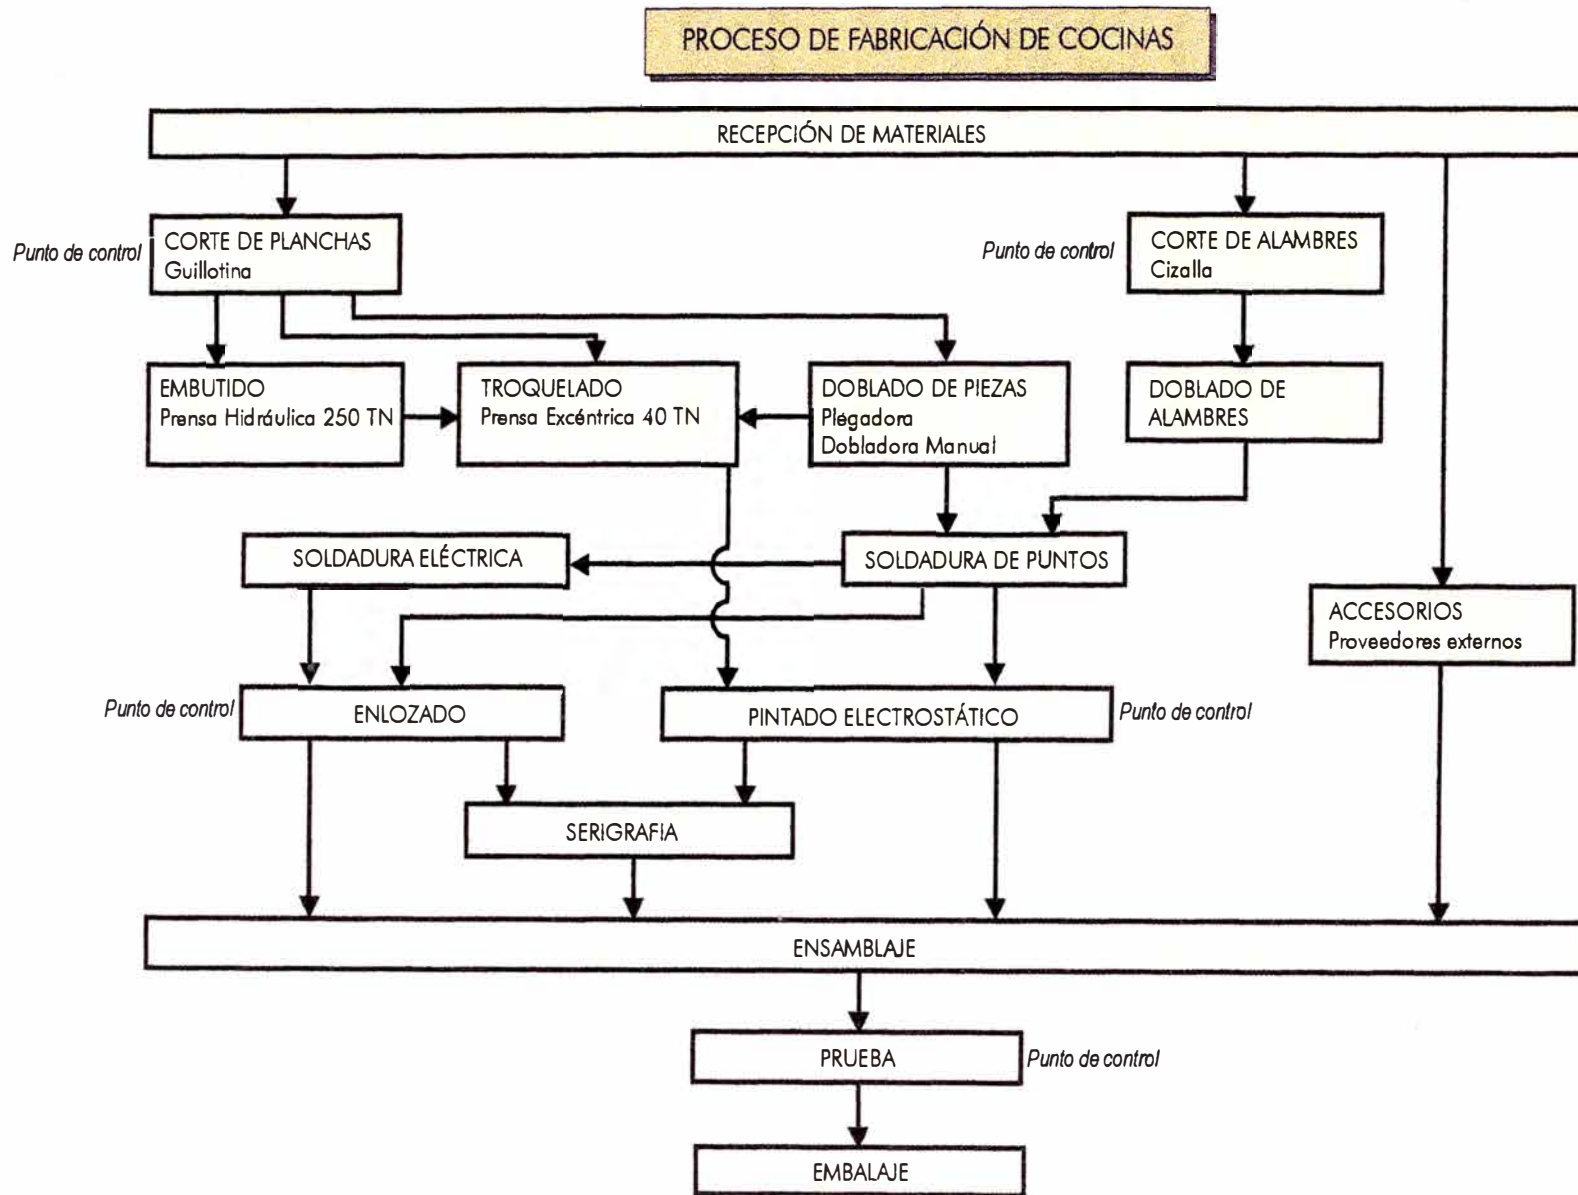 PROCESO DE FABRICACIÓN DE COCINAS
RECEPCIÓN DE MATERIALES
Punto de control
CORTE DE PLANCHAS
Guillotina
Punto de control
CORTE DE ALAMBRES
Cizalla
EMBUTIDO
Prensa Hidráulica 250 TN
TROQUELADO
Prensa Excéntrica 40 TN
DOBLADO DE PIEZAS
Plégadora
Dobladora Manual
DOBLADO DE
ALAMBRES
SOLDADURA ELÉCTRICA
SOLDADURA DE PUNTOS
ACCESORIOS
Proveedores externos
Punto de control
ENLOZADO
PINTADO ELECTROSTÁTICO
Punto de control
SERIGRAFIA
ENSAMBLAJE
PRUEBA
Punto de control
EMBALAJE